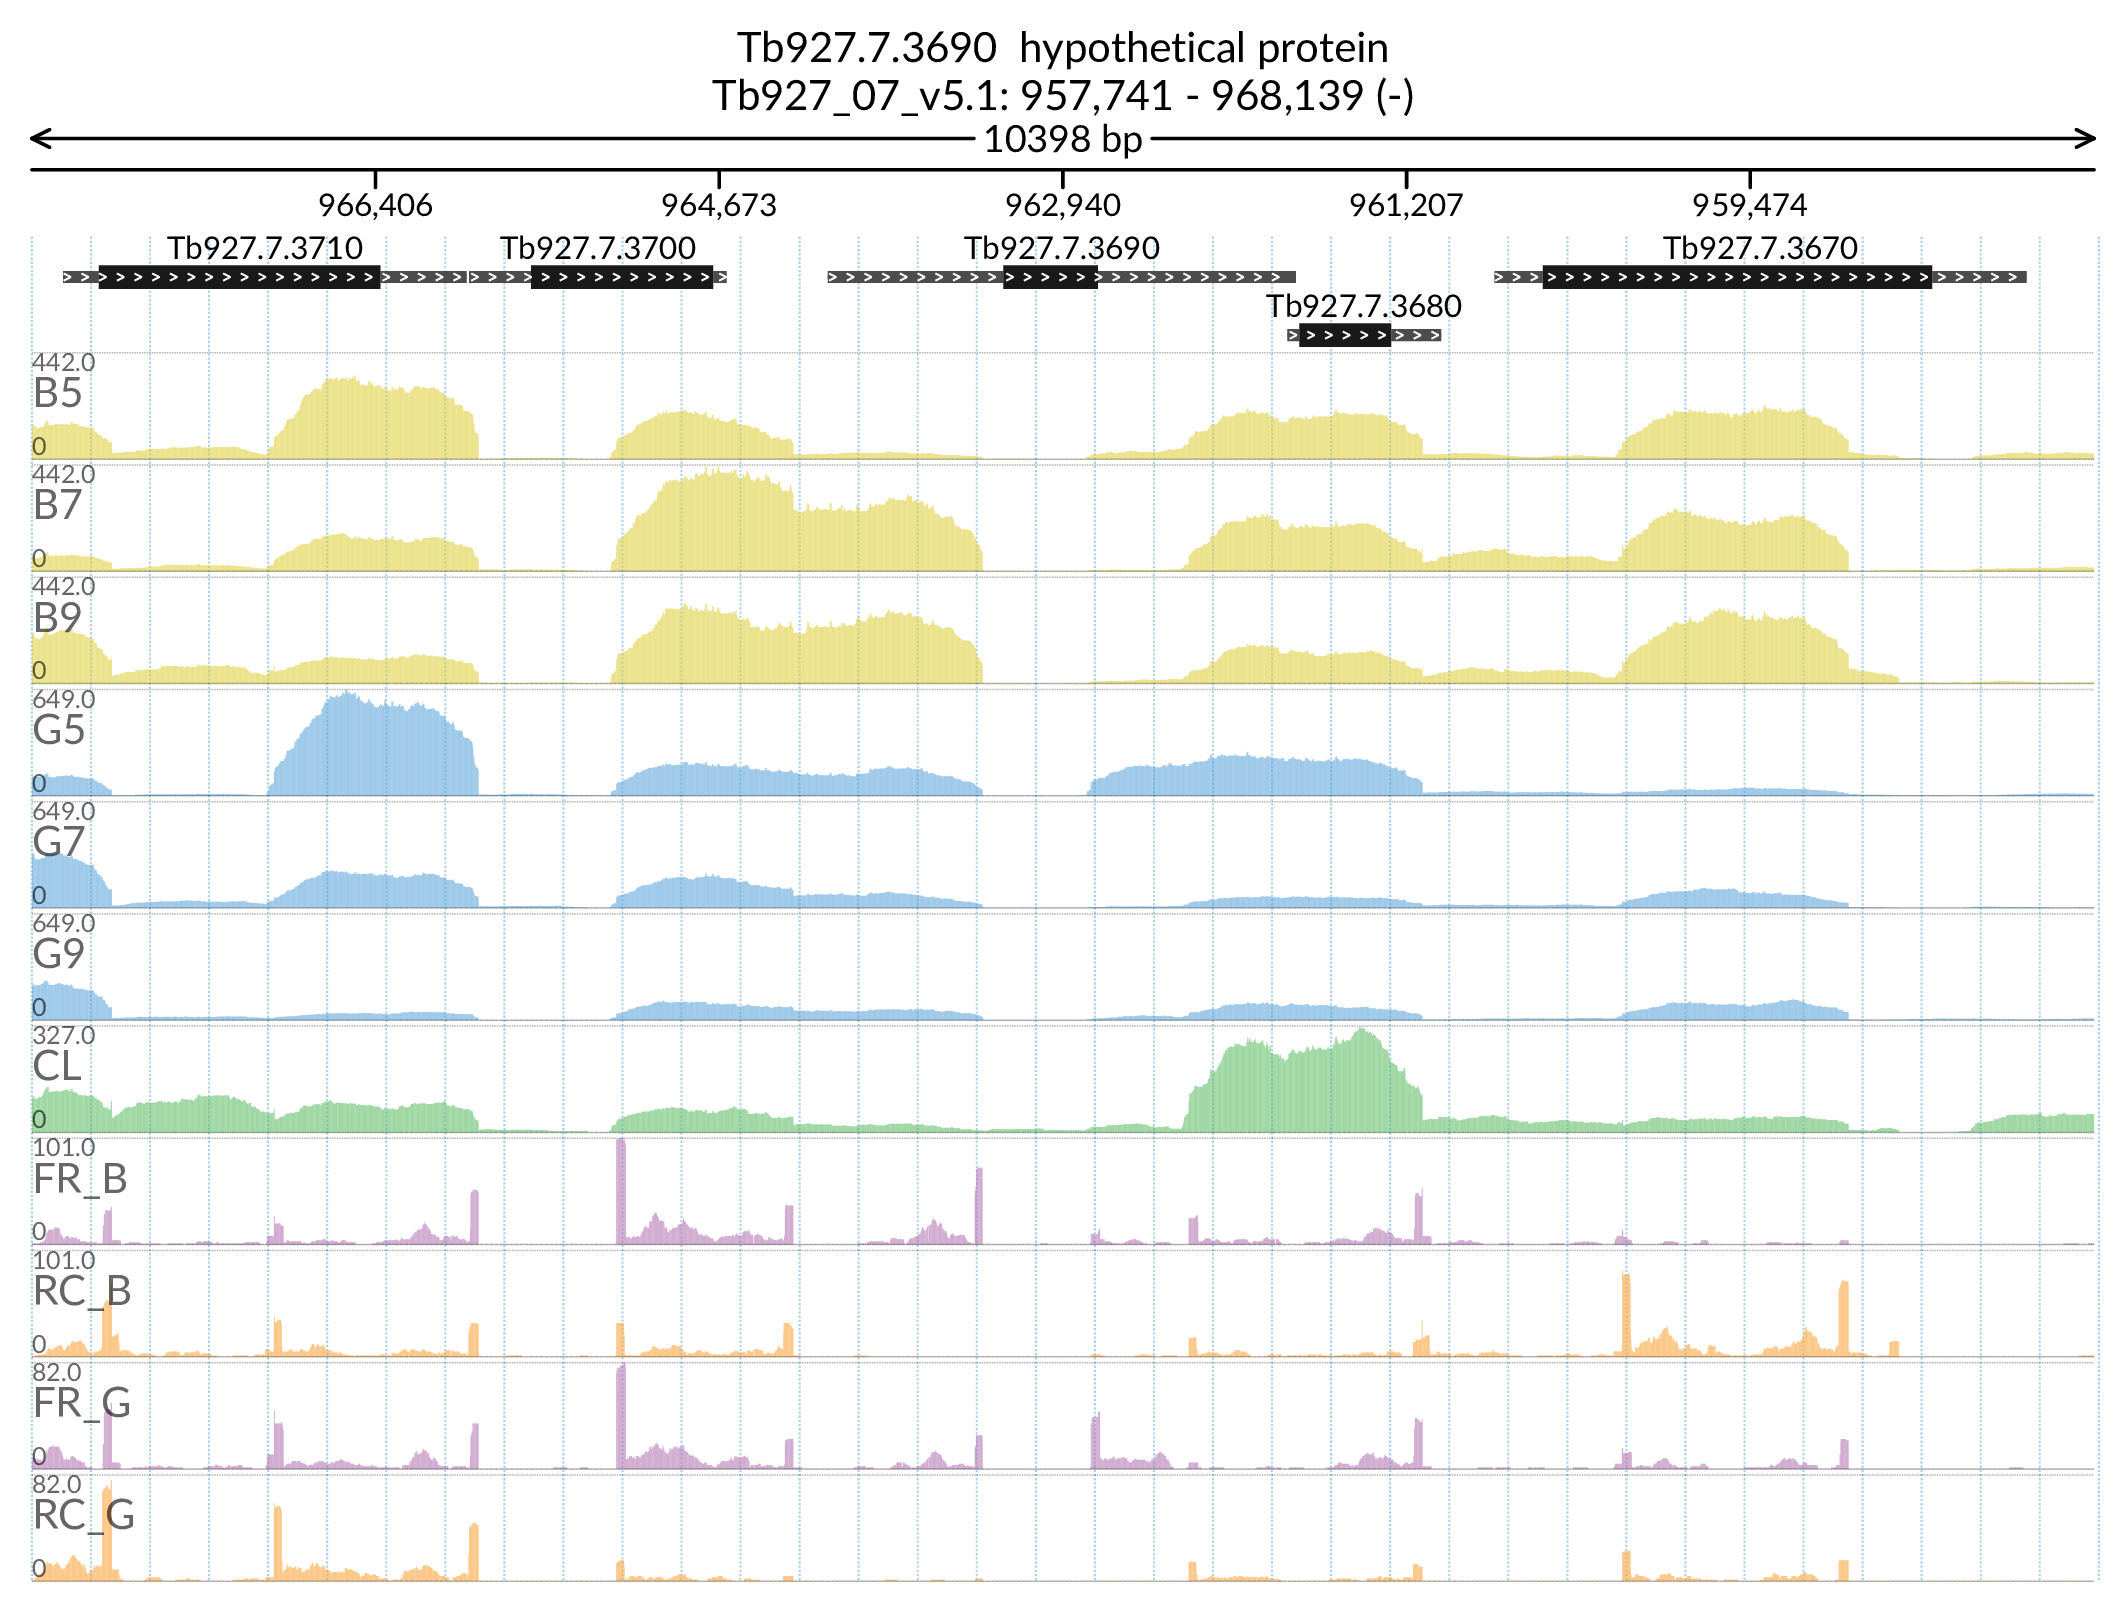 Tb927.7.3690  hypothetical protein
Tb927_07_v5.1: 957,741 - 968,139 (-)
10398 bp
966,406 964,673 962,940 961,207 959,474
Tb927.7.3710 Tb927.7.3700 Tb927.7.3690 Tb927.7.3670
Tb927.7.3680
442.0
B5
0
442.0
B7
0
442.0
B9
0
649.0
G5
0
649.0
G7
0
649.0
G9
0
327.0
CL
0
101.0
FR_B
0
101.0
RC_B
0
82.0
FR_G
0
82.0
RC_G
0